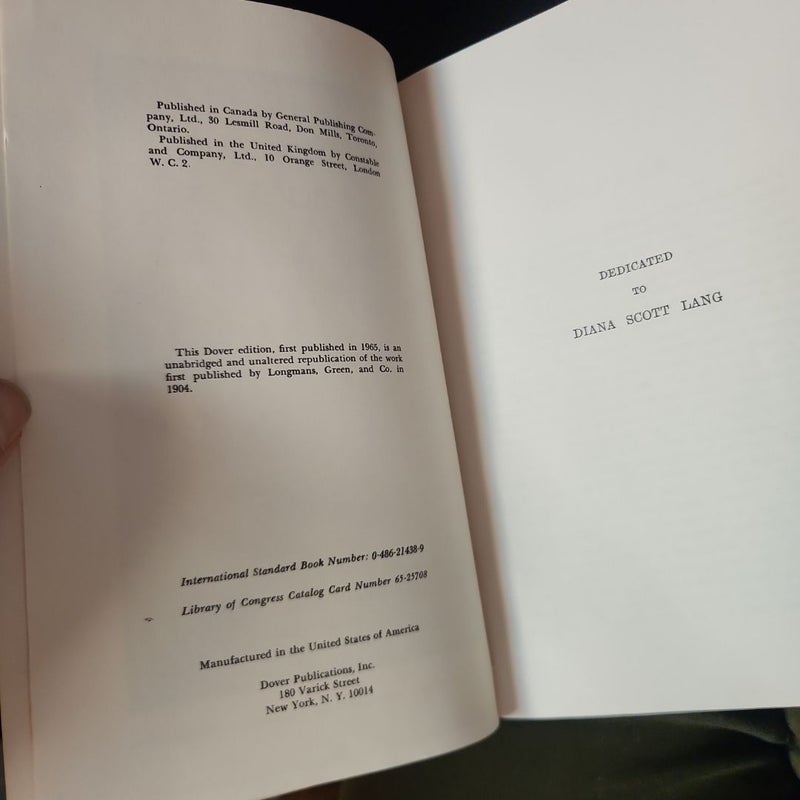 Published in Canada by General Publishing Com-
pany, Ltd., 30 Lesmill Road, Don Mills, Toronto,
Ontario.
Published in the United Kingdom by Constable
and Company, Ltd., 10 Orange Street, London
W. C. 2.
This Dover edition, first published in 1965, is an
unabridged and unaltered republication of the work
first published by Longmans, Green, and Co. in
1904.
International Standard Book Number: 0-486-21438-9
Library of Congress Catalog Card Number 65-25708
Manufactured in the United States of America
Dover Publications, Inc.
180 Varick Street
New York, N. Y. 10014
DEDICATED
TO
DIANA SCOTT LANG